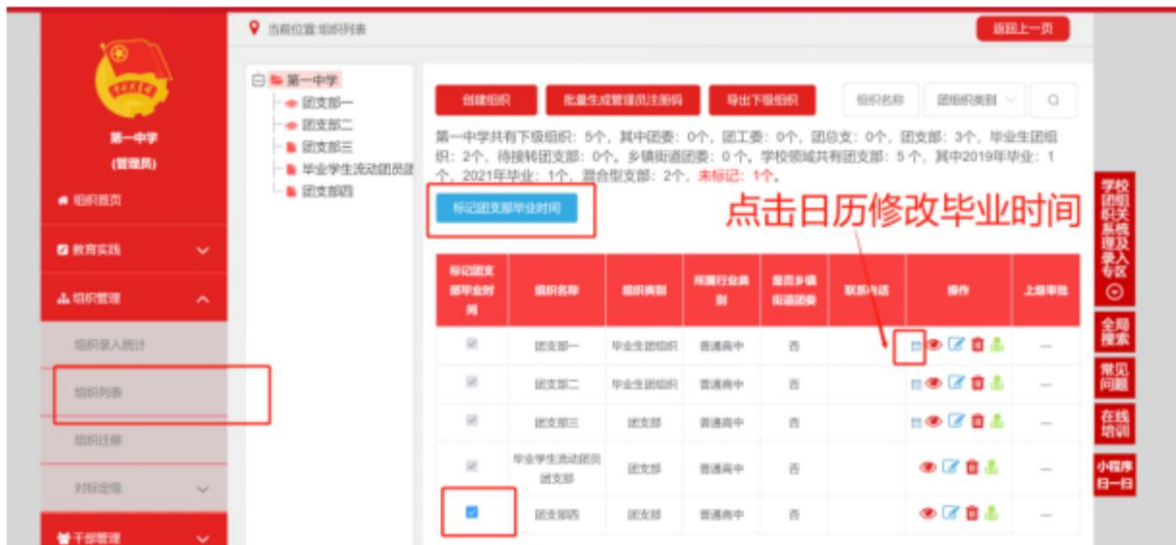 当前位置:组织列表
返回上一页
第一中学
(管理员)
组织首页
教育实践
组织管理
组织录入统计
组织列表
组织迁移
对标定级
干部管理
第一中学
团支部一
团支部二
团支部三
毕业学生流动团员团
团支部四
创建组织
批量生成管理员注册码
导出下级组织
组织名称
团组织类别
第一中学共有下级组织：5个，其中团委：0个，团工委：0个，团总支：0个，团支部：3个，毕业生团组
织：2个，待接转团支部：0个。乡镇街道团委：0 个。学校领域共有团支部：5 个，其中2019年毕业：1
个，2021年毕业：1个，混合型支部：2个，未标记：1个。
标记团支部毕业时间
点击日历修改毕业时间
标记团支部毕业时间 组织名称 组织类别 所属行业类别 是否乡镇街道团委 联系电话 操作 上级审批
团支部一 毕业生团组织 普通高中 否 —
团支部二 毕业生团组织 普通高中 否 —
团支部三 团支部 普通高中 否 —
毕业学生流动团员团支部 团支部 普通高中 否 —
团支部四 团支部 普通高中 否 —
学校团组织关系梳理及录入专区
全局搜索
常见问题
在线培训
小程序扫一扫